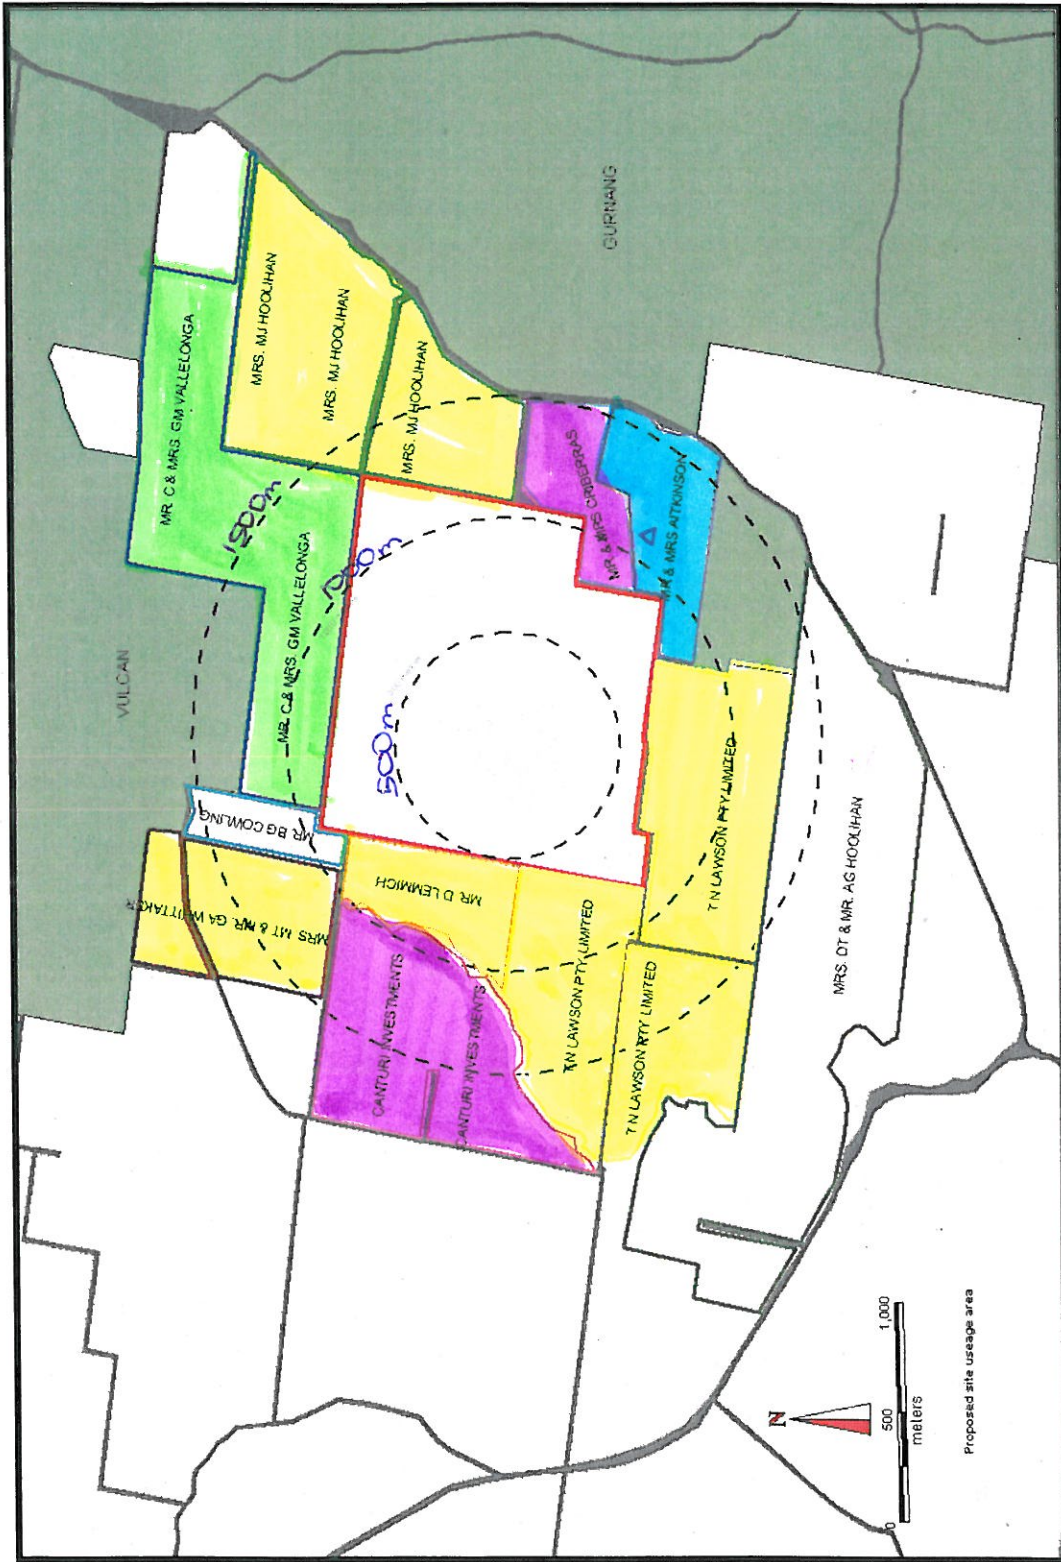 VULCAN
GURNANG
MR. C & MRS. GM VALLELONGA
MRS. MJ HOOLIHAN
MRS. MJ HOOLIHAN
MRS. MJ HOOLIHAN
1500m
MR. C & MRS. GM VALLELONGA
1000m
500m
MR & MRS CRIBERRAS
MR & MRS AITKINSON
MR BG COWLING
MRS MT & MR. GA WHITTAKER
MR. D LEMMICH
CANTURI INVESTMENTS
CANTURI INVESTMENTS
T N LAWSON PTY LIMITED
T N LAWSON PTY LIMITED
T N LAWSON PTY LIMITED
MRS. DT & MR. AG HOOLIHAN
N
0 500 1,000
meters
Proposed site useage area